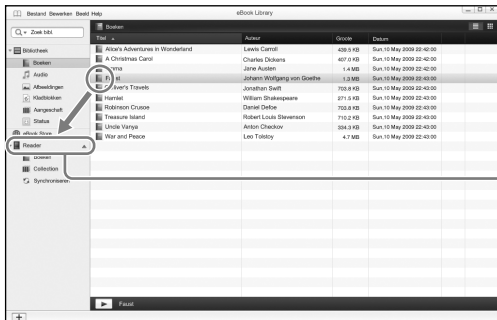 Bestand Bewerken Beeld Help
eBook Library
Zoek bibl.
Boeken
Titel Auteur Groote Datum
Bibliotheek
Boeken
Audio
Afbeeldingen
Kladblokken
Aangeschaft
Status
eBook Store
Reader
Boeken
Collection
Synchroniseren
Alice's Adventures in Wonderland Lewis Carroll 439.5 KB Sun.10 May 2009 22:42:00
A Christmas Carol Charles Dickens 407.0 KB Sun.10 May 2009 22:42:00
Jane Austen 1.4 MB Sun.10 May 2009 22:42:00
Johann Wolfgang von Goethe 1.3 MB Sun.10 May 2009 22:43:00
Travels Jonathan Swift 703.8 KB Sun.10 May 2009 22:43:00
Hamlet William Shakespeare 271.5 KB Sun.10 May 2009 22:43:00
Robinson Crusoe Daniel Defoe 703.8 KB Sun.10 May 2009 22:43:00
Treasure Island Robert Louis Stevenson 710.2 KB Sun.10 May 2009 22:43:00
Uncle Vanya Anton Checkov 334.3 KB Sun.10 May 2009 22:43:00
War and Peace Leo Tolstoy 4.7 MB Sun.10 May 2009 22:43:00
Faust